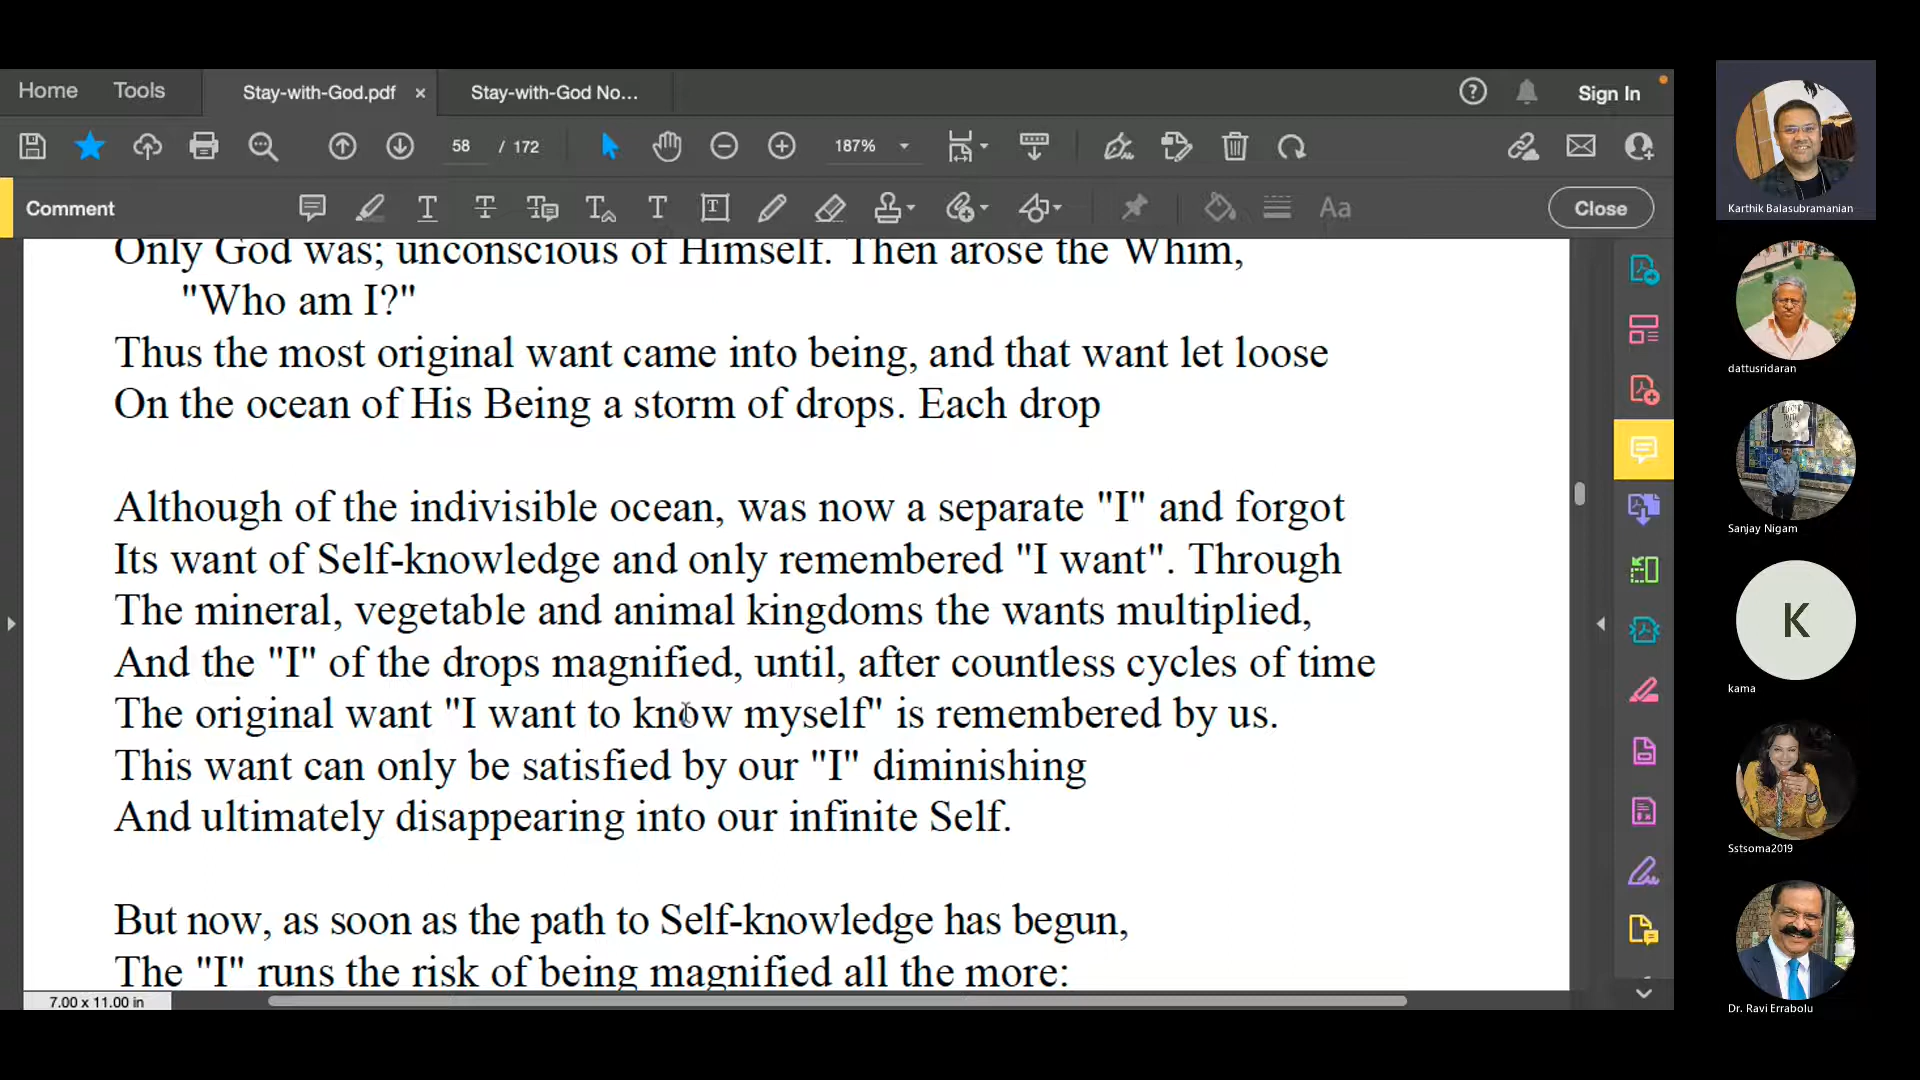 Home
Tools
Stay-with-God.pdf
×
Stay-with-God No...
Sign In
58 / 172
187%
Comment
Close
Only God was; unconscious of Himself. Then arose the Whim,
"Who am I?"
Thus the most original want came into being, and that want let loose
On the ocean of His Being a storm of drops. Each drop
Although of the indivisible ocean, was now a separate "I" and forgot
Its want of Self-knowledge and only remembered "I want". Through
The mineral, vegetable and animal kingdoms the wants multiplied,
And the "I" of the drops magnified, until, after countless cycles of time
The original want "I want to know myself" is remembered by us.
This want can only be satisfied by our "I" diminishing
And ultimately disappearing into our infinite Self.
But now, as soon as the path to Self-knowledge has begun,
The "I" runs the risk of being magnified all the more:
7.00 x 11.00 in
Karthik Balasubramanian
dattusridaran
Sanjay Nigam
K
kama
Sstsoma2019
Dr. Ravi Errabolu